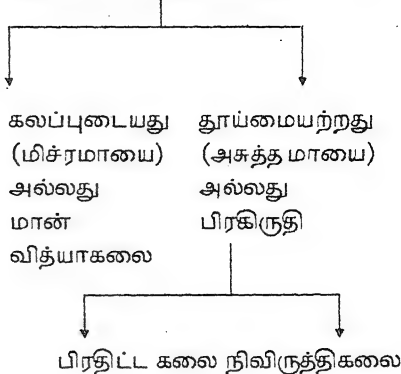 கலப்புடையது
(மிச்ரமாயை)
அல்லது
மான்
வித்யாகலை
தூய்மையற்றது
(அசுத்த மாயை)
அல்லது
பிரகிருதி
பிரதிட்ட கலை நிவிருத்திகலை